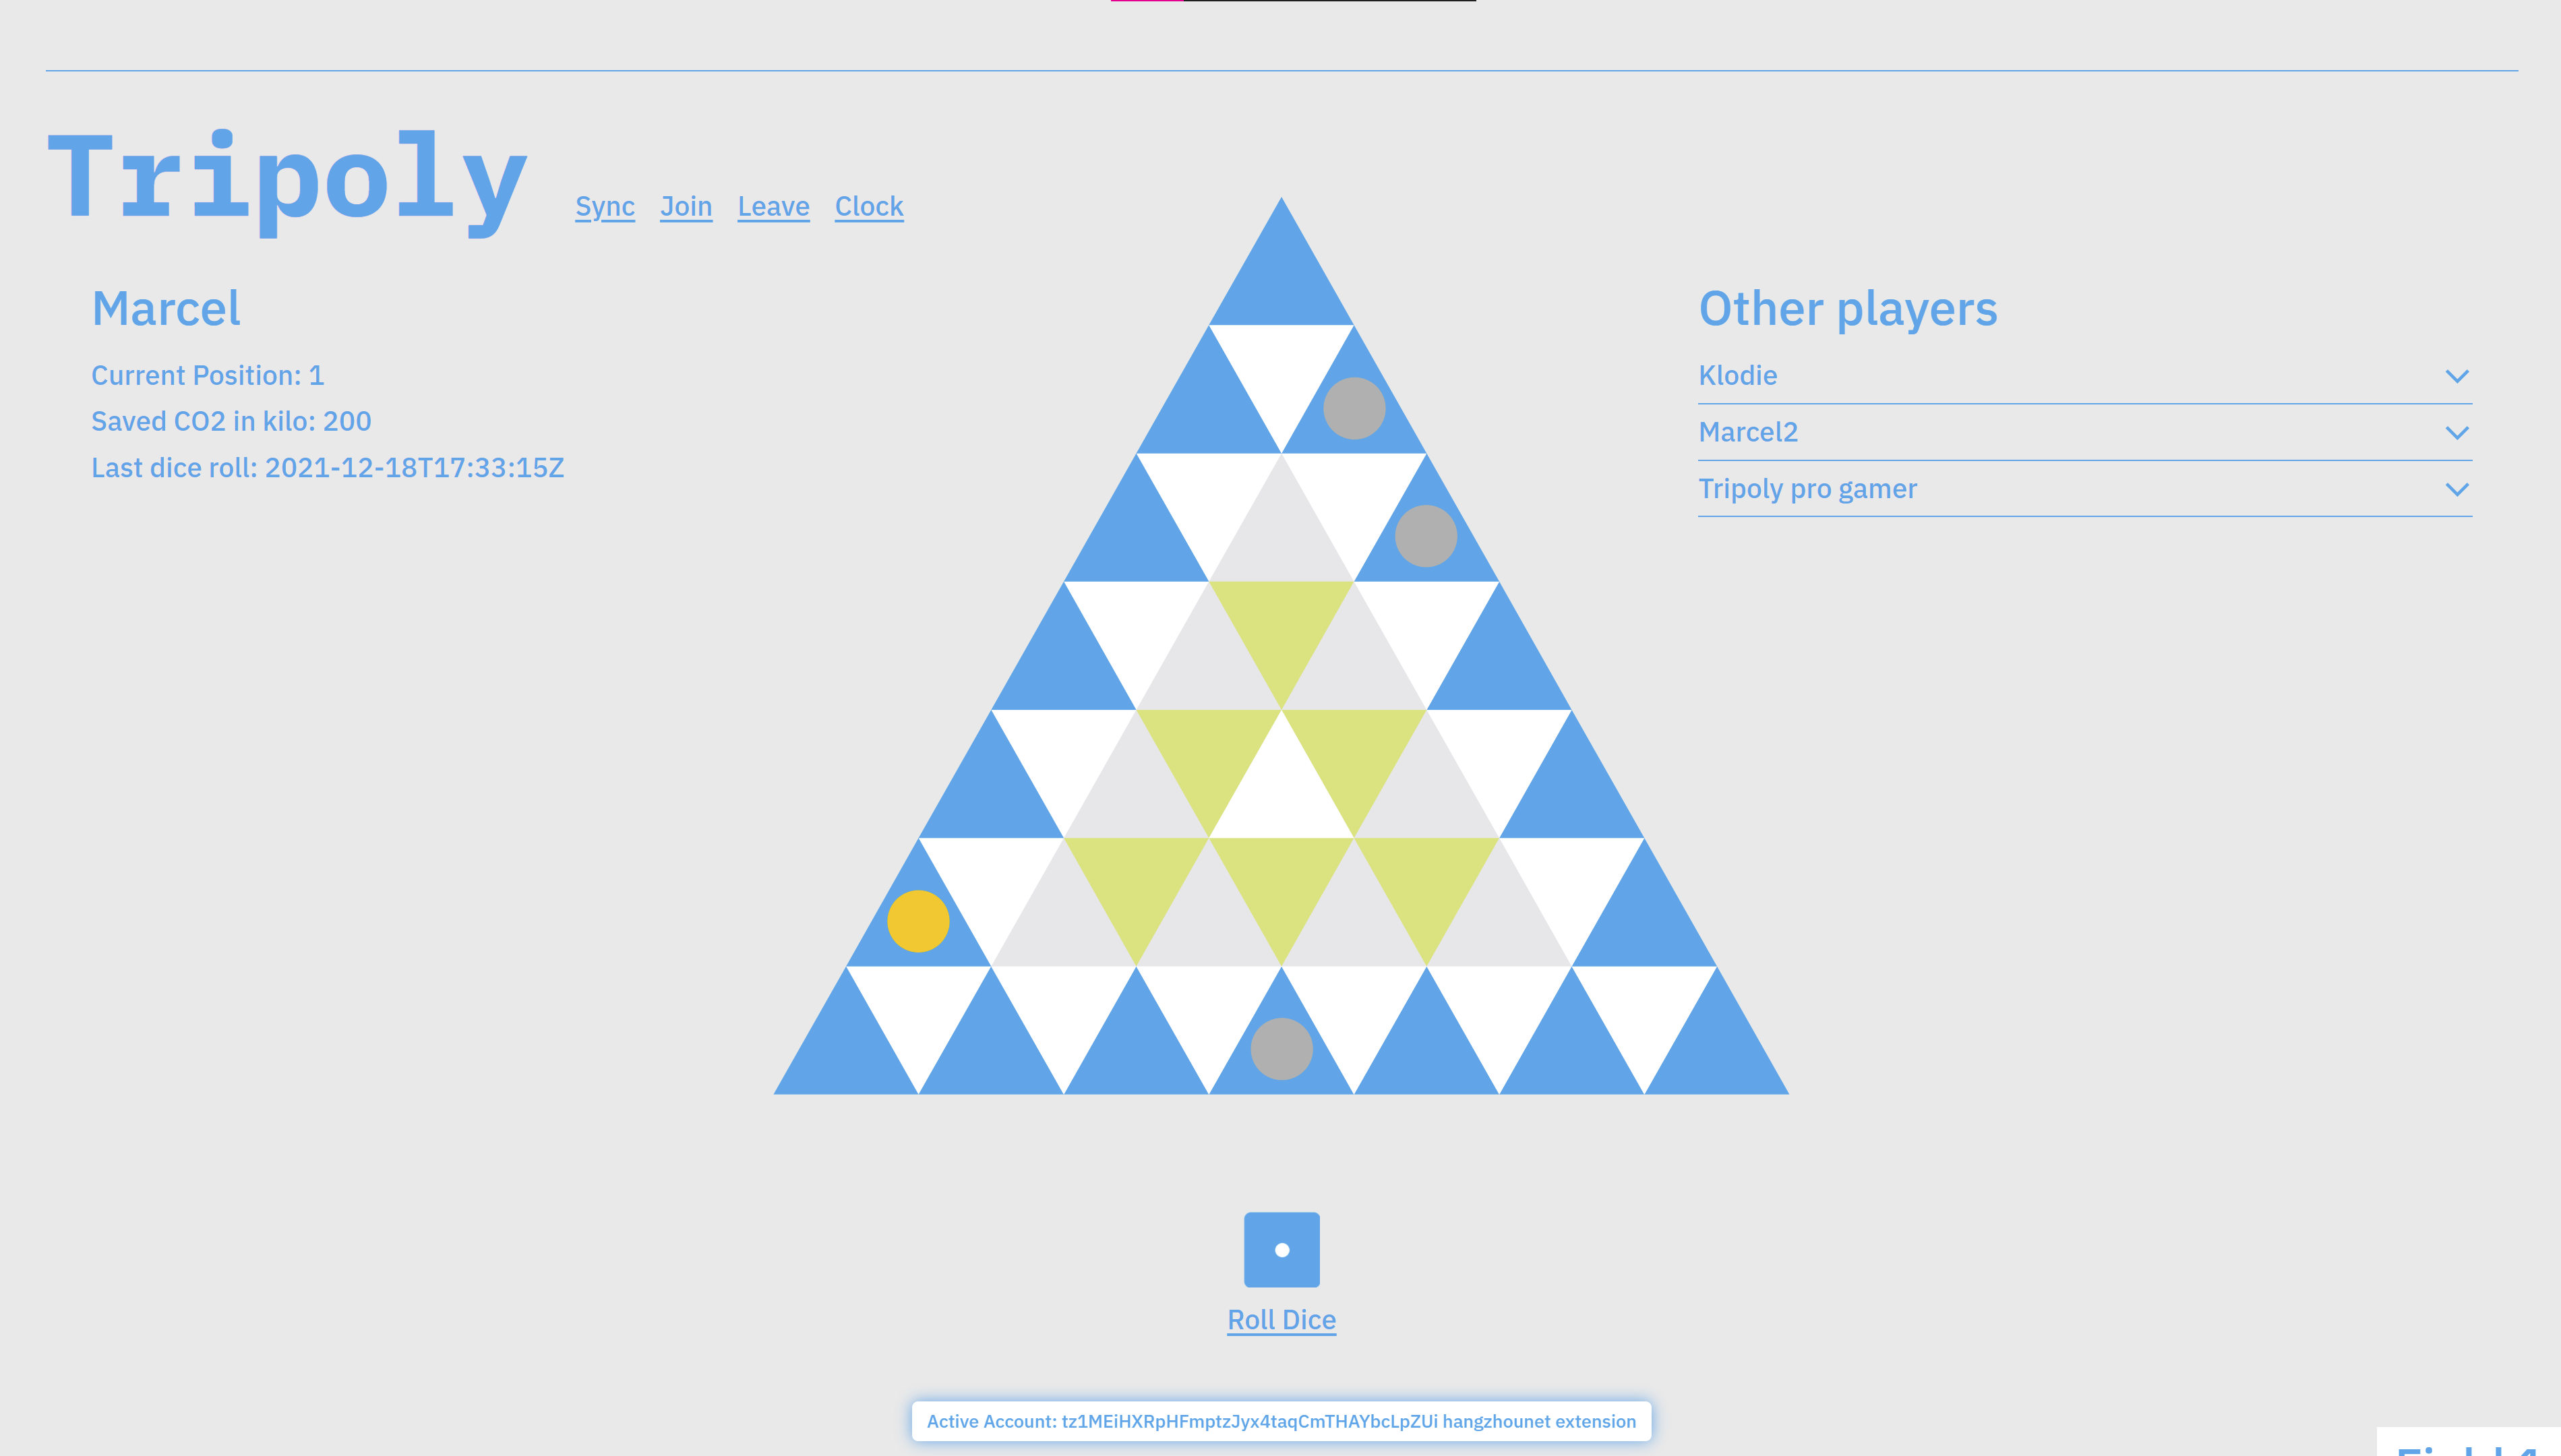 Tripoly
Sync Join Leave Clock
Marcel
Current Position: 1
Saved CO2 in kilo: 200
Last dice roll: 2021-12-18T17:33:15Z
Other players
Klodie
Marcel2
Tripoly pro gamer
Roll Dice
Active Account: tz1MEiHXRpHFmptzJyx4taqCmTHAYbcLpZUi hangzhounet extension